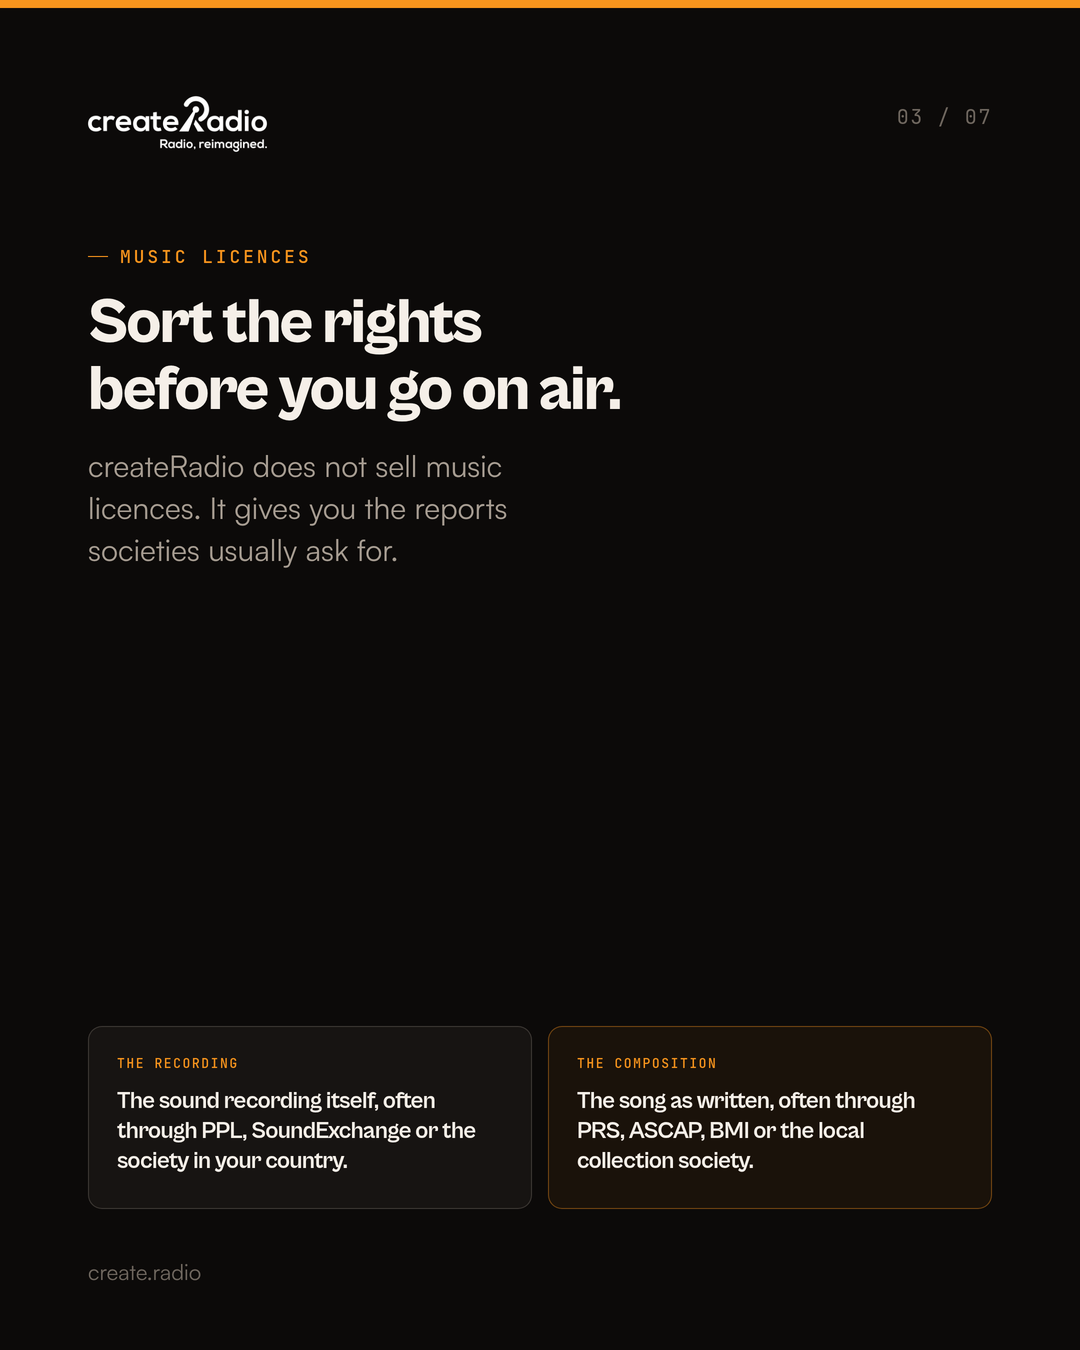 createRadio
Radio, reimagined.
03 / 07
— MUSIC LICENCES
Sort the rights
before you go on air.
createRadio does not sell music
licences. It gives you the reports
societies usually ask for.
THE RECORDING
The sound recording itself, often
through PPL, SoundExchange or the
society in your country.
THE COMPOSITION
The song as written, often through
PRS, ASCAP, BMI or the local
collection society.
create.radio